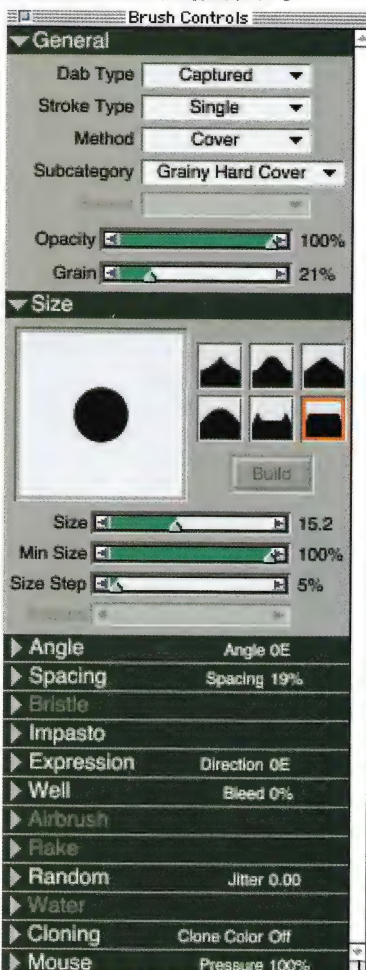 Brush Controls
General
Dab Type Captured
Stroke Type Single
Method Cover
Subcategory Grainy Hard Cover
Opacity 100%
Grain 21%
Size
Build
Size 15.2
Min Size 100%
Size Step 5%
Angle Angle 0E
Spacing Spacing 19%
Bristle
Impasto
Expression Direction 0E
Well Bleed 0%
Airbrush
Rake
Random Jitter 0.00
Water
Cloning Clone Color Off
Mouse Pressure 100%